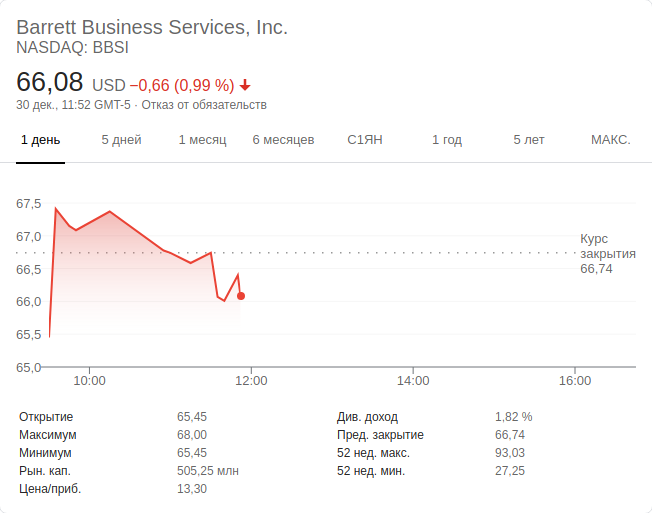 Barrett Business Services, Inc.
NASDAQ: BBSI
66,08 USD −0,66 (0,99 %)
30 дек., 11:52 GMT-5 · Отказ от обязательств
1 день 5 дней 1 месяц 6 месяцев С1ЯН 1 год 5 лет МАКС.
67,5
67,0
66,5
66,0
65,5
65,0
Курс
закрытия
66,74
10:00 12:00 14:00 16:00
Открытие 65,45 Див. доход 1,82 %
Максимум 68,00 Пред. закрытие 66,74
Минимум 65,45 52 нед. макс. 93,03
Рын. кап. 505,25 млн 52 нед. мин. 27,25
Цена/приб. 13,30